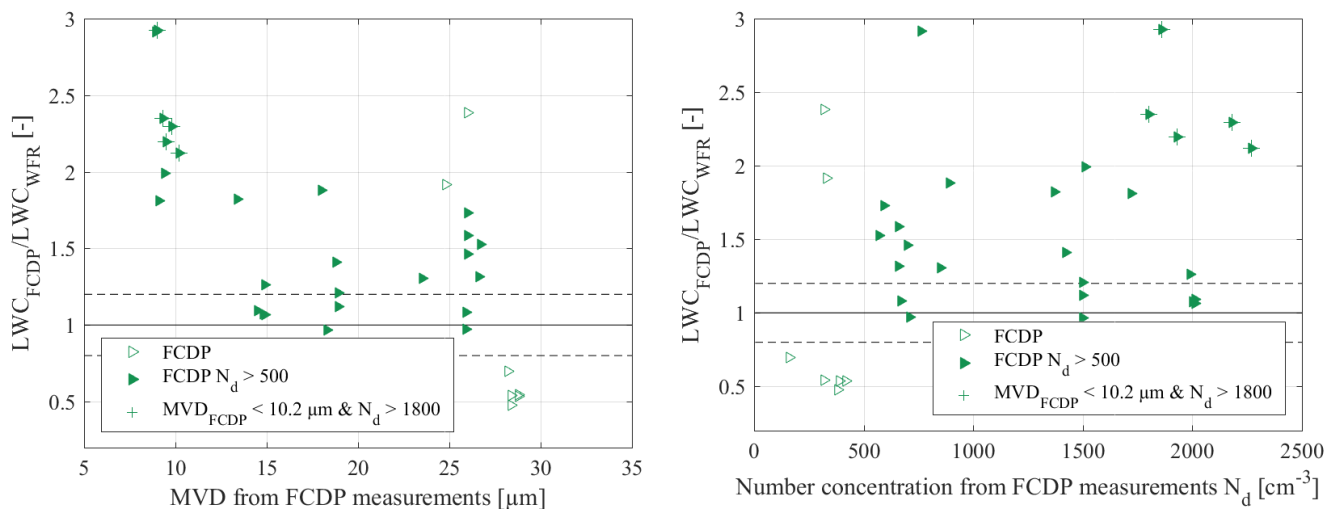 3
2.5
2
1.5
1
0.5
LWC_FCDP/LWC_WFR [-]
FCDP
FCDP N_d > 500
MVD_FCDP < 10.2 µm & N_d > 1800
5 10 15 20 25 30 35
MVD from FCDP measurements [µm]
3
2.5
2
1.5
1
0.5
LWC_FCDP/LWC_WFR [-]
FCDP
FCDP N_d > 500
MVD_FCDP < 10.2 µm & N_d > 1800
0 500 1000 1500 2000 2500
Number concentration from FCDP measurements N_d [cm^-3]